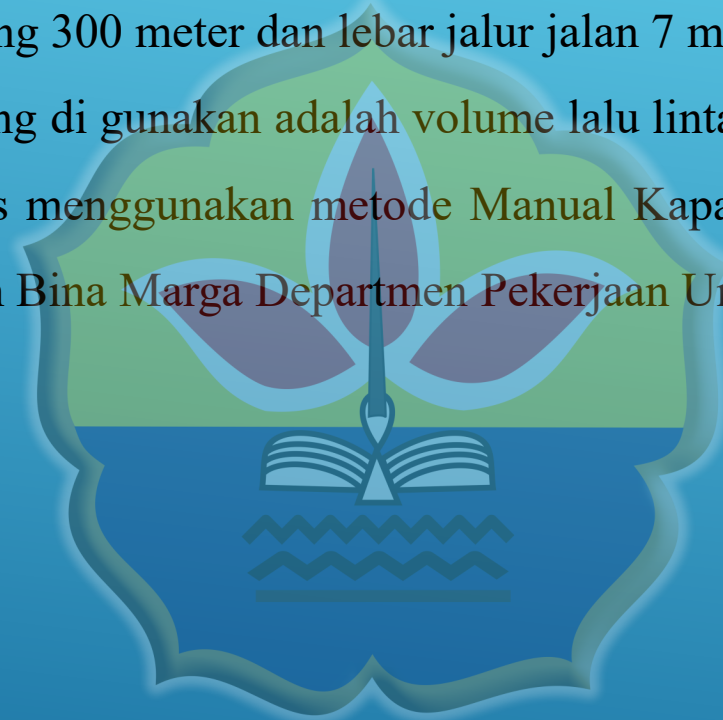 ng 300 meter dan lebar jalur jalan 7 m
ng di gunakan adalah volume lalu linta
s menggunakan metode Manual Kapa
n Bina Marga Departmen Pekerjaan Un